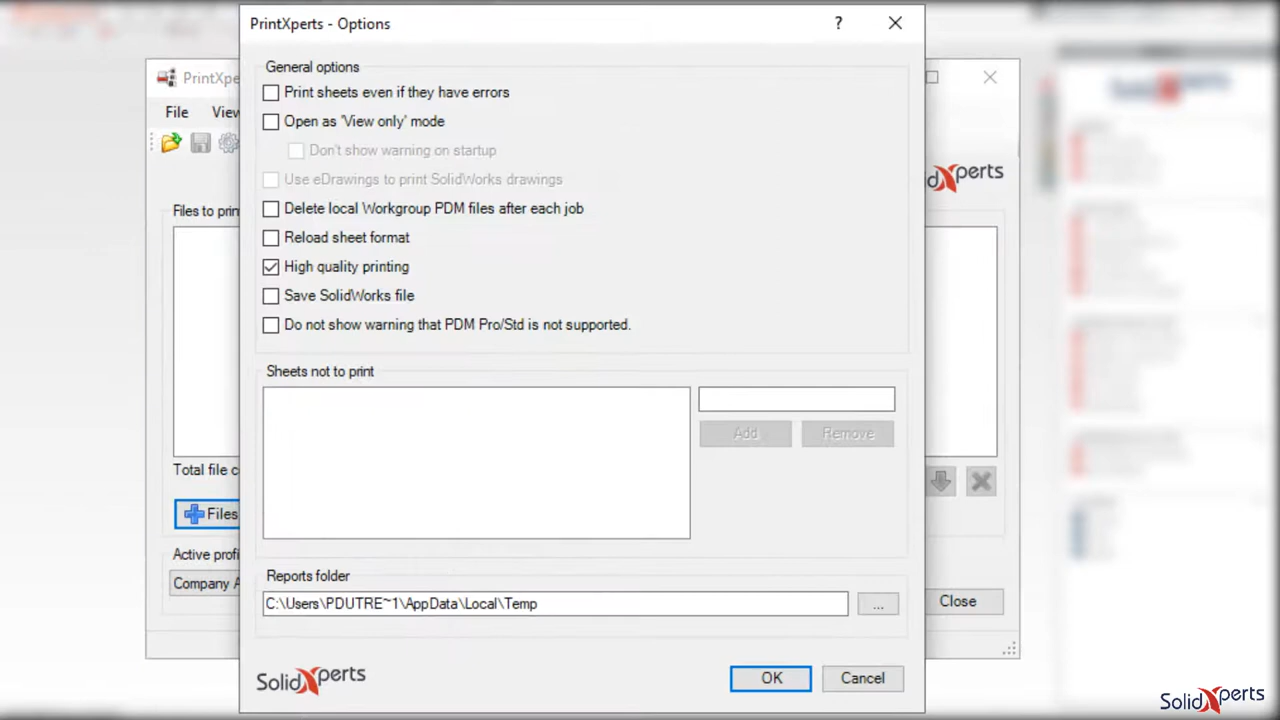 PrintXperts - Options
?
General options
Print sheets even if they have errors
Open as 'View only' mode
Don't show warning on startup
Use eDrawings to print SolidWorks drawings
Delete local Workgroup PDM files after each job
Reload sheet format
High quality printing
Save SolidWorks file
Do not show warning that PDM Pro/Std is not supported.
Sheets not to print
Add
Remove
Reports folder
C:\Users\PDUTRE~1\AppData\Local\Temp
...
SolidXperts
OK
Cancel
PrintXpe
File
View
Files to print
Total file c
Files
Active profi
Company A
dXperts
Close
SolidXperts